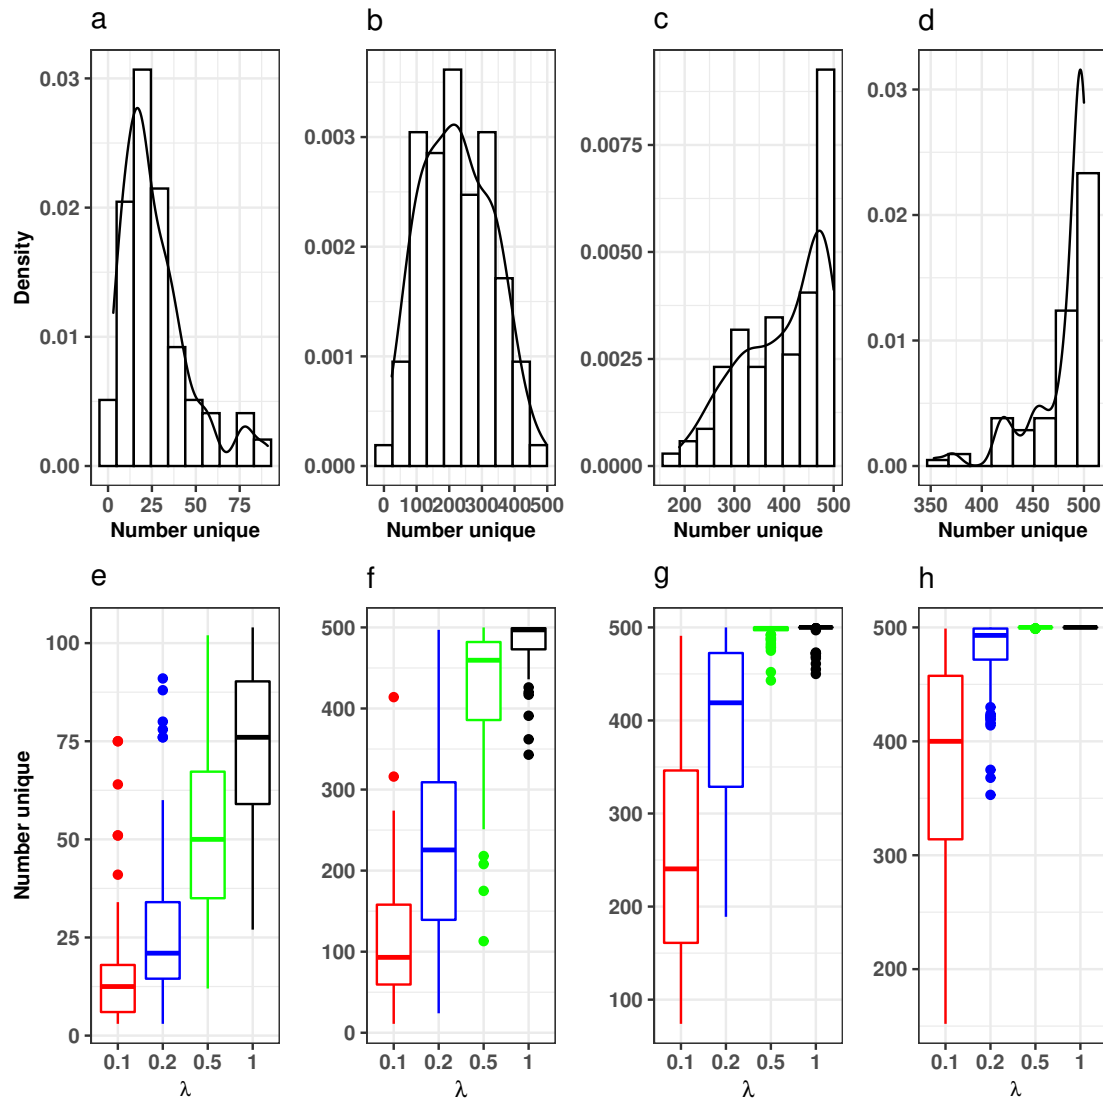 a b c d
0.03 0.02 0.01 0.00
Density
0 25 50 75
Number unique
0.003 0.002 0.001 0.000
0 100 200 300 400 500
Number unique
0.0075 0.0050 0.0025 0.0000
200 300 400 500
Number unique
0.03 0.02 0.01 0.00
350 400 450 500
Number unique
e f g h
100 75 50 25 0
Number unique
0.1 0.2 0.5 1
λ
500 400 300 200 100 0
0.1 0.2 0.5 1
λ
500 400 300 200 100
0.1 0.2 0.5 1
λ
500 400 300 200
0.1 0.2 0.5 1
λ